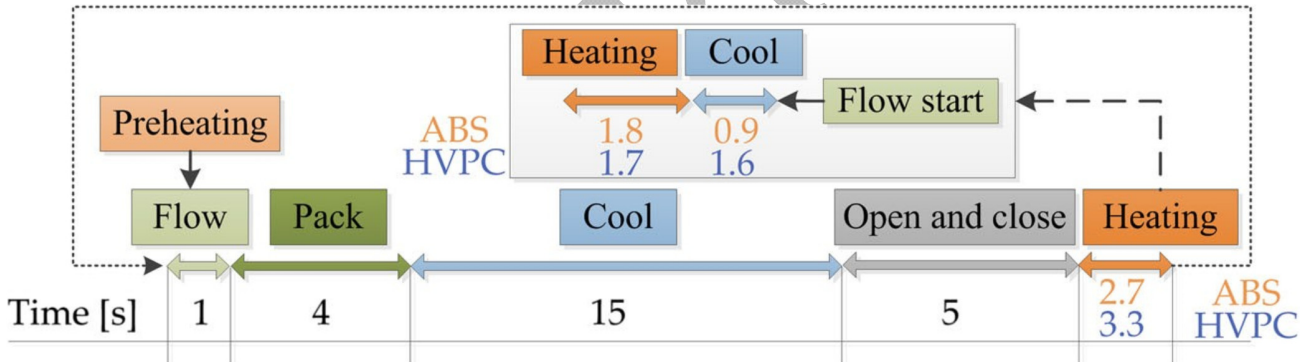 Heating Cool
Preheating
Flow start
ABS 1.8 0.9
HVPC 1.7 1.6
Flow Pack Cool Open and close Heating
Time [s] 1 4 15 5 2.7 ABS
3.3 HVPC